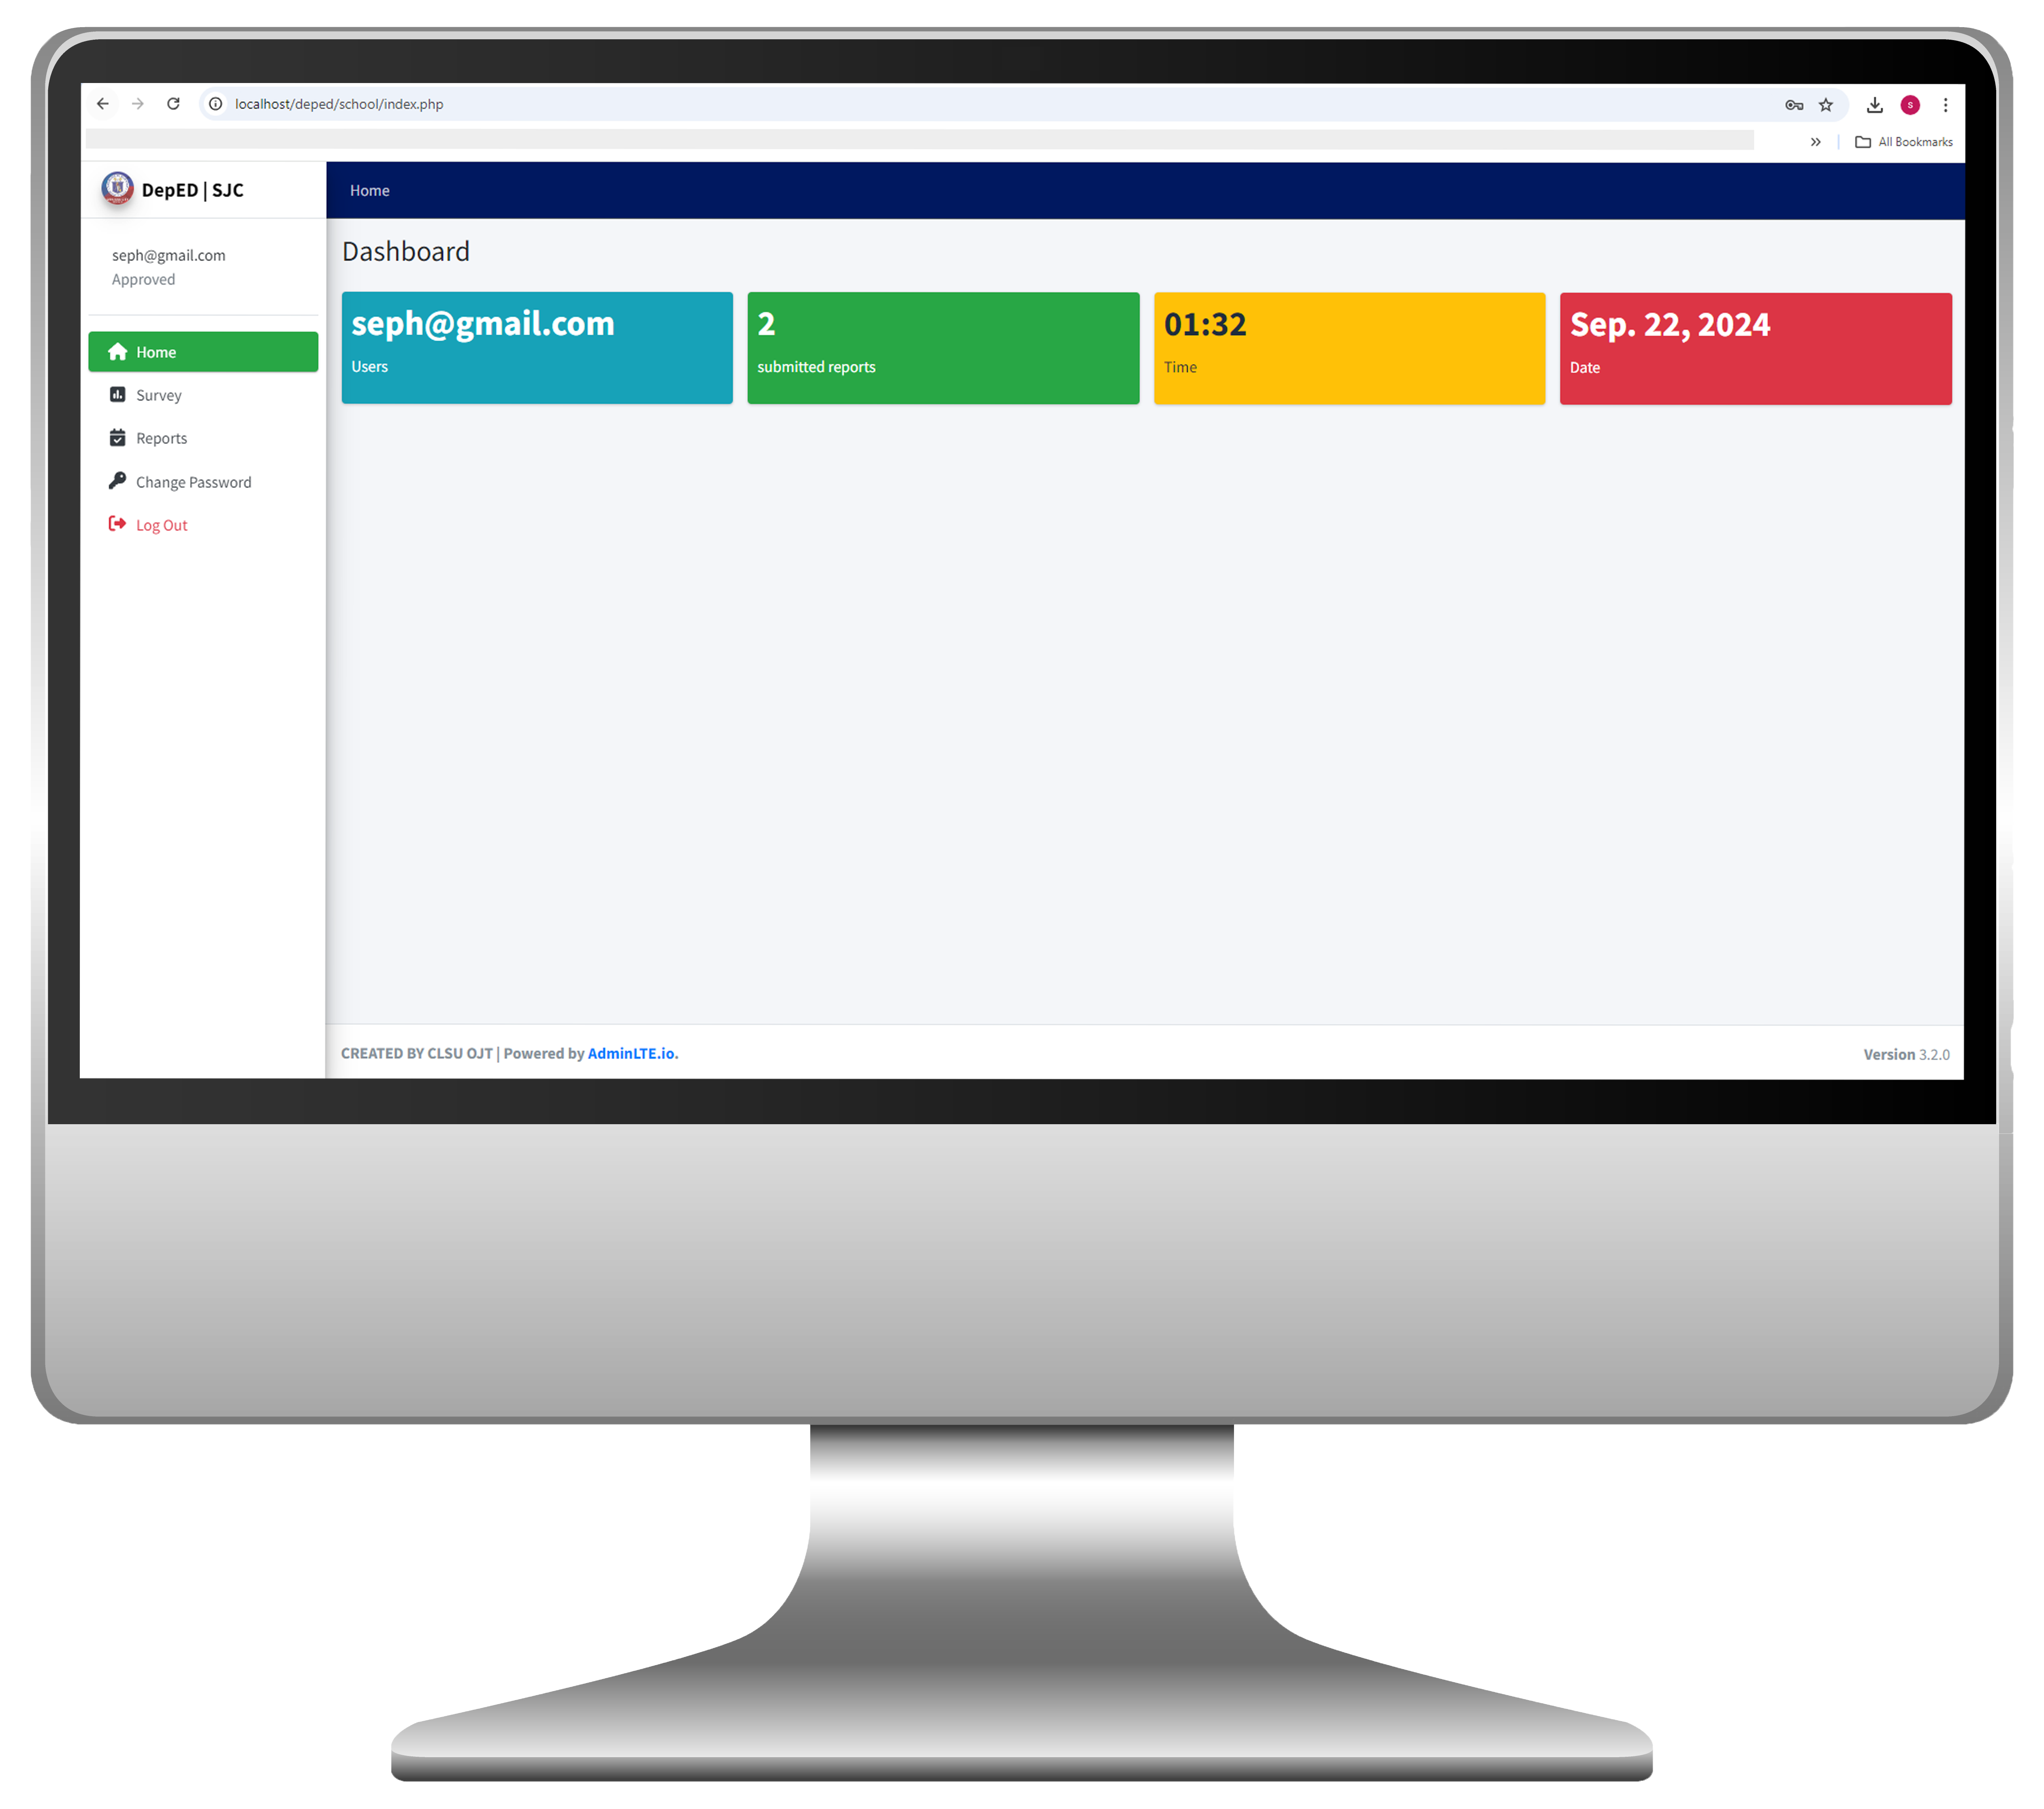 localhost/deped/school/index.php
S
All Bookmarks
DepED | SJC
Home
seph@gmail.com
Approved
Home
Survey
Reports
Change Password
Log Out
Dashboard
seph@gmail.com
Users
2
submitted reports
01:32
Time
Sep. 22, 2024
Date
CREATED BY CLSU OJT | Powered by AdminLTE.io.
Version 3.2.0